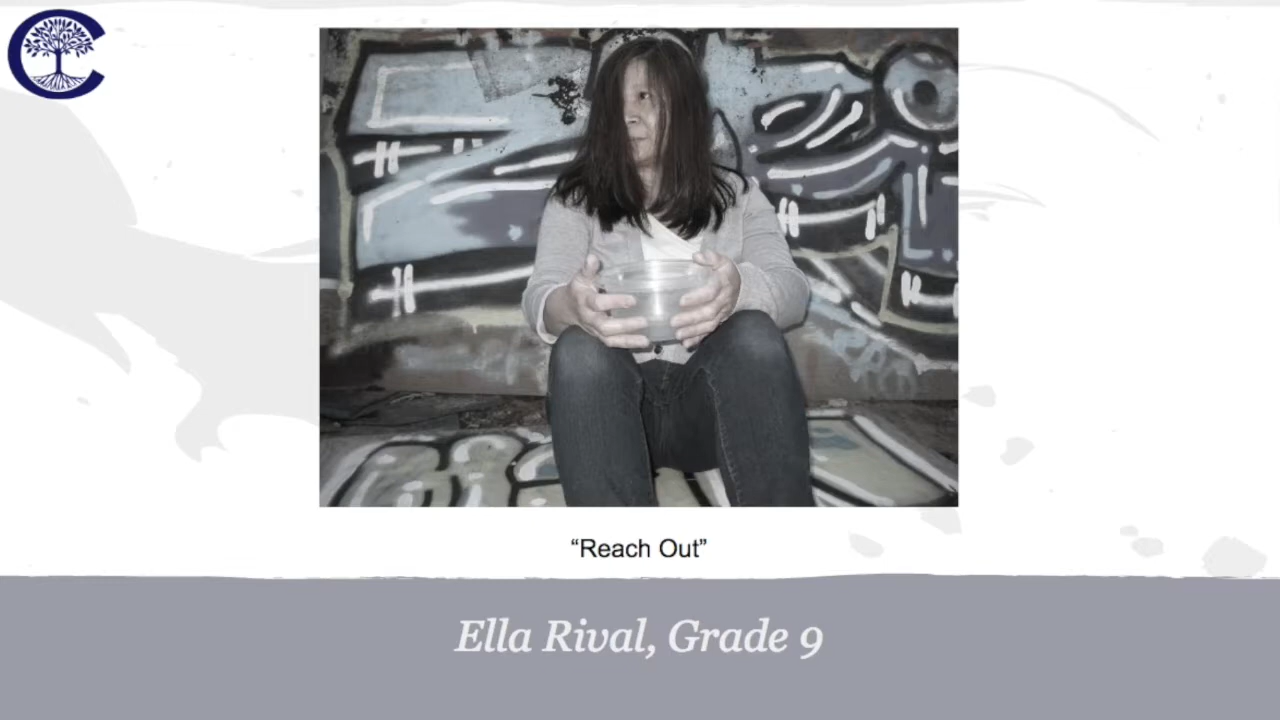 C
“Reach Out”
Ella Rival, Grade 9